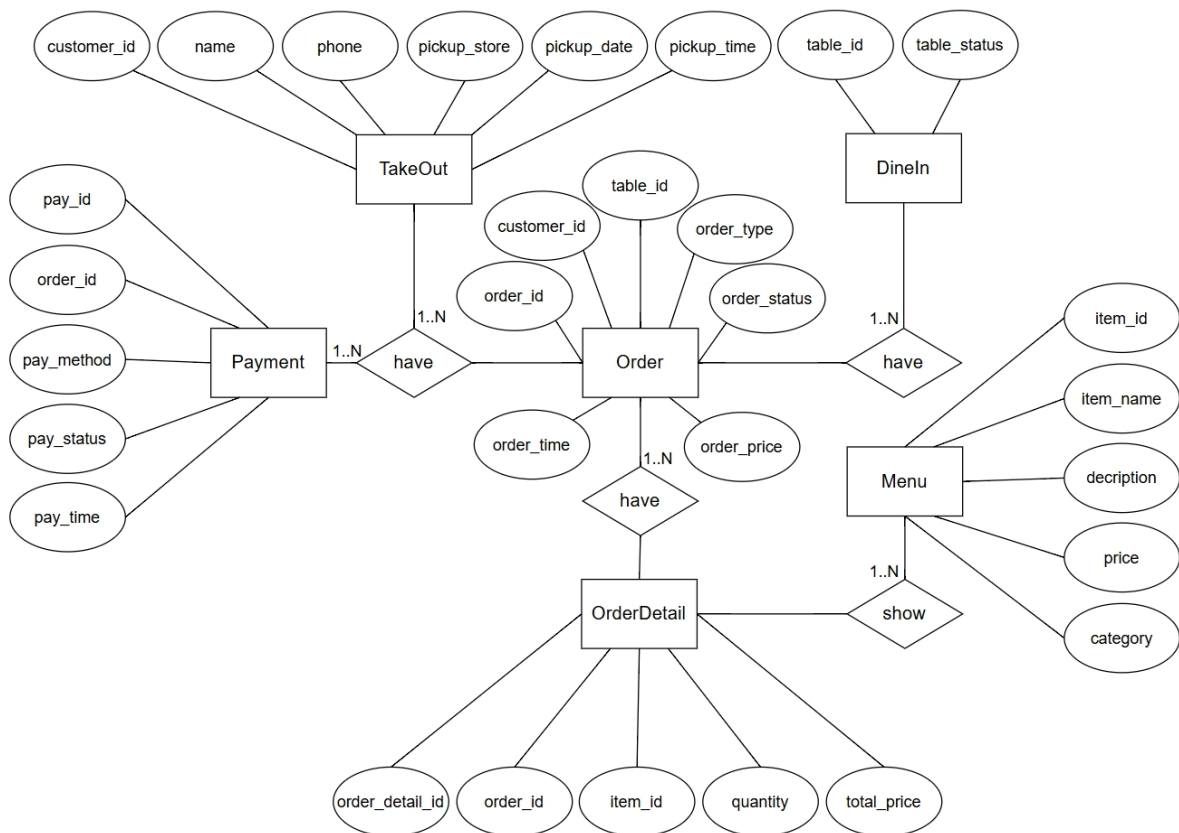 customer_id
name
phone
pickup_store
pickup_date
pickup_time
table_id
table_status
TakeOut
DineIn
pay_id
table_id
customer_id
order_type
order_id
order_id
order_status
item_id
1..N
1..N
Payment
1..N
have
Order
have
pay_method
item_name
pay_status
order_time
order_price
1..N
Menu
decription
have
pay_time
price
1..N
OrderDetail
show
category
order_detail_id
order_id
item_id
quantity
total_price